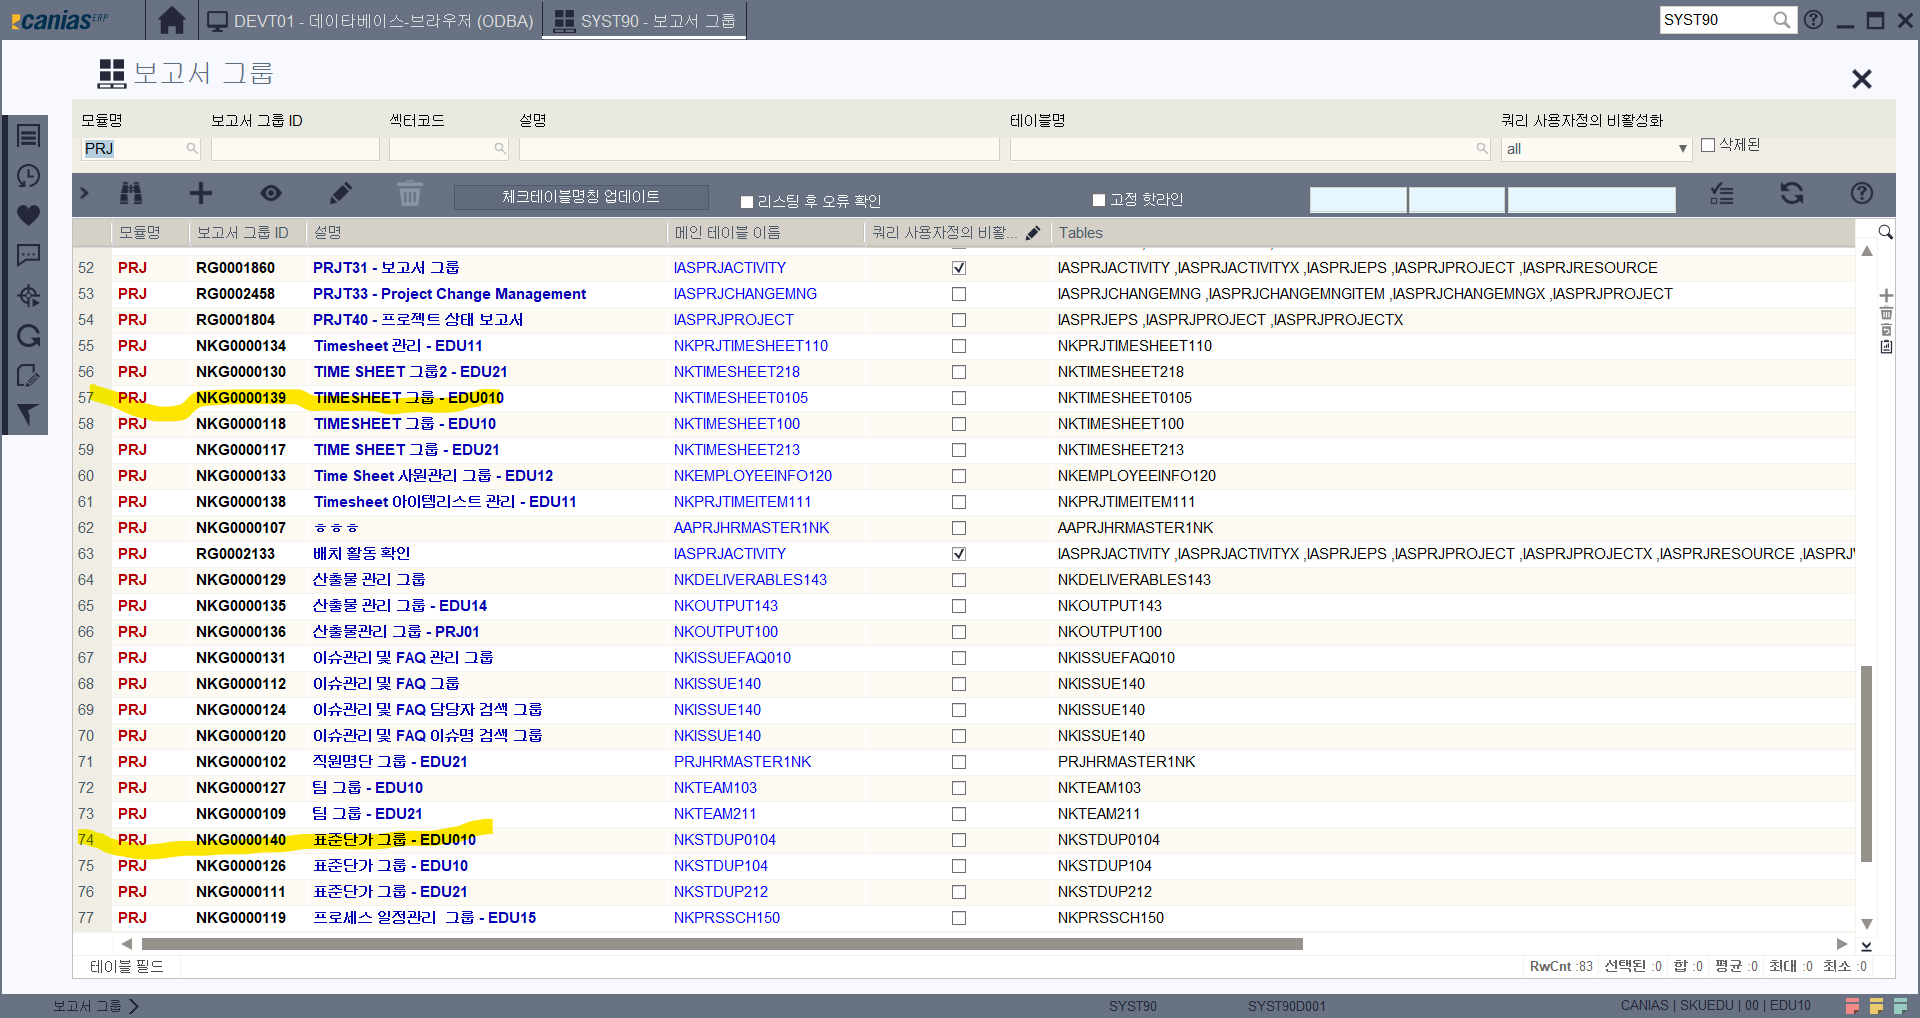 canias ERP DEVT01 - 데이타베이스-브라우저 (ODBA) SYST90 - 보고서 그룹 SYST90
보고서 그룹
모듈명 보고서 그룹 ID 섹터코드 설명 테이블명 쿼리 사용자정의 비활성화
PRJ all 삭제된
체크테이블명칭 업데이트 리스팅 후 오류 확인 고정 핫라인
모듈명 보고서 그룹 ID 설명 메인 테이블 이름 쿼리 사용자정의 비활... Tables
52 PRJ RG0001860 PRJT31 - 보고서 그룹 IASPRJACTIVITY IASPRJACTIVITY ,IASPRJACTIVITYX ,IASPRJEPS ,IASPRJPROJECT ,IASPRJRESOURCE
53 PRJ RG0002458 PRJT33 - Project Change Management IASPRJCHANGEMNG IASPRJCHANGEMNG ,IASPRJCHANGEMNGITEM ,IASPRJCHANGEMNGX ,IASPRJPROJECT
54 PRJ RG0001804 PRJT40 - 프로젝트 상태 보고서 IASPRJPROJECT IASPRJEPS ,IASPRJPROJECT ,IASPRJPROJECTX
55 PRJ NKG0000134 Timesheet 관리 - EDU11 NKPRJTIMESHEET110 NKPRJTIMESHEET110
56 PRJ NKG0000130 TIME SHEET 그룹2 - EDU21 NKTIMESHEET218 NKTIMESHEET218
57 PRJ NKG0000139 TIMESHEET 그룹 - EDU010 NKTIMESHEET0105 NKTIMESHEET0105
58 PRJ NKG0000118 TIMESHEET 그룹 - EDU10 NKTIMESHEET100 NKTIMESHEET100
59 PRJ NKG0000117 TIME SHEET 그룹 - EDU21 NKTIMESHEET213 NKTIMESHEET213
60 PRJ NKG0000133 Time Sheet 사원관리 그룹 - EDU12 NKEMPLOYEEINFO120 NKEMPLOYEEINFO120
61 PRJ NKG0000138 Timesheet 아이템리스트 관리 - EDU11 NKPRJTIMEITEM111 NKPRJTIMEITEM111
62 PRJ NKG0000107 ㅎㅎㅎ AAPRJHRMASTER1NK AAPRJHRMASTER1NK
63 PRJ RG0002133 배치 활동 확인 IASPRJACTIVITY IASPRJACTIVITY ,IASPRJACTIVITYX ,IASPRJEPS ,IASPRJPROJECT ,IASPRJPROJECTX ,IASPRJRESOURCE ,IASPRJ
64 PRJ NKG0000129 산출물 관리 그룹 NKDELIVERABLES143 NKDELIVERABLES143
65 PRJ NKG0000135 산출물 관리 그룹 - EDU14 NKOUTPUT143 NKOUTPUT143
66 PRJ NKG0000136 산출물관리 그룹 - PRJ01 NKOUTPUT100 NKOUTPUT100
67 PRJ NKG0000131 이슈관리 및 FAQ 관리 그룹 NKISSUEFAQ010 NKISSUEFAQ010
68 PRJ NKG0000112 이슈관리 및 FAQ 그룹 NKISSUE140 NKISSUE140
69 PRJ NKG0000124 이슈관리 및 FAQ 담당자 검색 그룹 NKISSUE140 NKISSUE140
70 PRJ NKG0000120 이슈관리 및 FAQ 이슈명 검색 그룹 NKISSUE140 NKISSUE140
71 PRJ NKG0000102 직원명단 그룹 - EDU21 PRJHRMASTER1NK PRJHRMASTER1NK
72 PRJ NKG0000127 팀 그룹 - EDU10 NKTEAM103 NKTEAM103
73 PRJ NKG0000109 팀 그룹 - EDU21 NKTEAM211 NKTEAM211
74 PRJ NKG0000140 표준단가 그룹 - EDU010 NKSTDUP0104 NKSTDUP0104
75 PRJ NKG0000126 표준단가 그룹 - EDU10 NKSTDUP104 NKSTDUP104
76 PRJ NKG0000111 표준단가 그룹 - EDU21 NKSTDUP212 NKSTDUP212
77 PRJ NKG0000119 프로세스 일정관리 그룹 - EDU15 NKPRSSCH150 NKPRSSCH150
테이블 필드 RwCnt :83 선택된 :0 합 :0 평균 :0 최대 :0 최소 :0
보고서 그룹 SYST90 SYST90D001 CANIAS | SKUEDU | 00 | EDU10